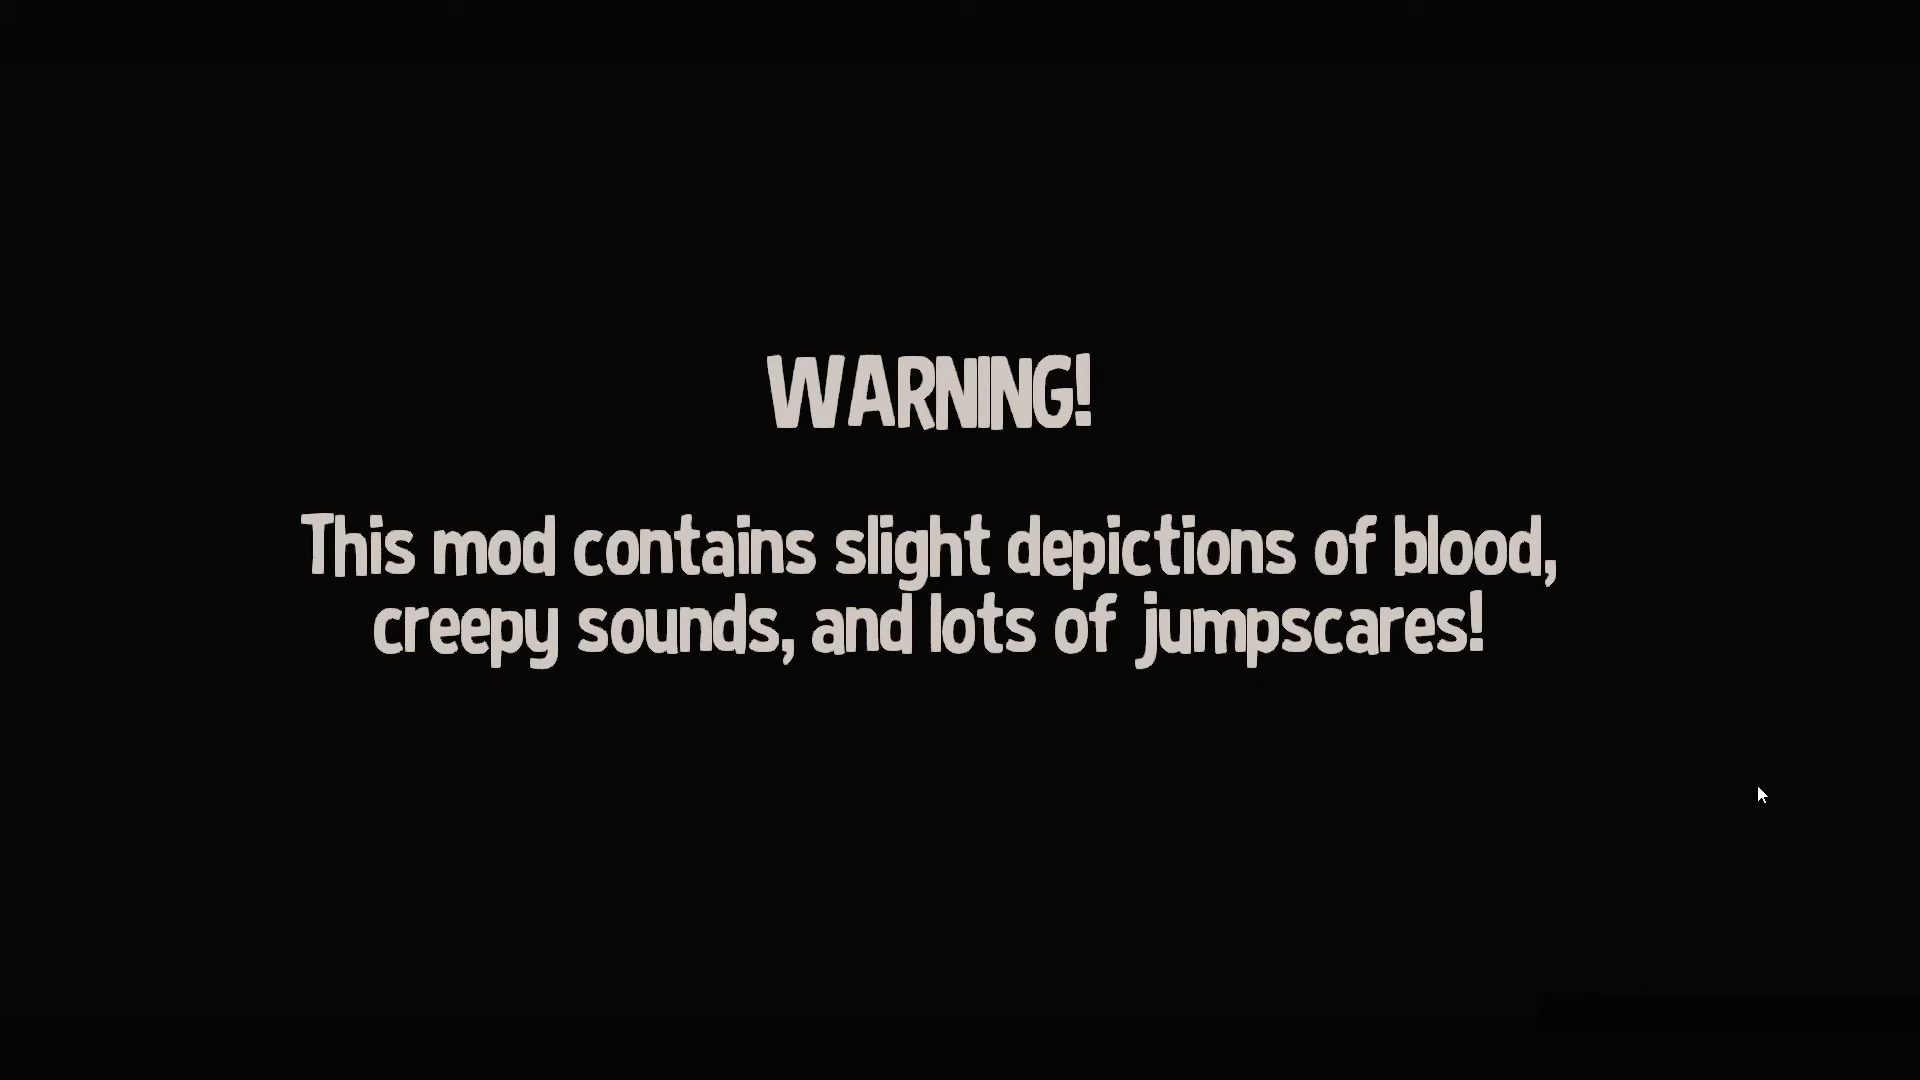 WARNING!
This mod contains slight depictions of blood,
creepy sounds, and lots of jumpscares!